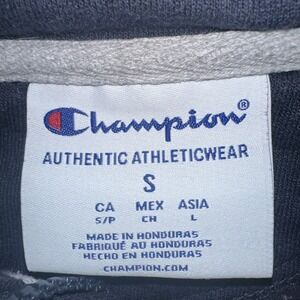 Champion®
AUTHENTIC ATHLETICWEAR
S
CA MEX ASIA
S/P CH L
MADE IN HONDURAS
FABRIQUÉ AU HONDURAS
HECHO EN HONDURAS
CHAMPION.COM